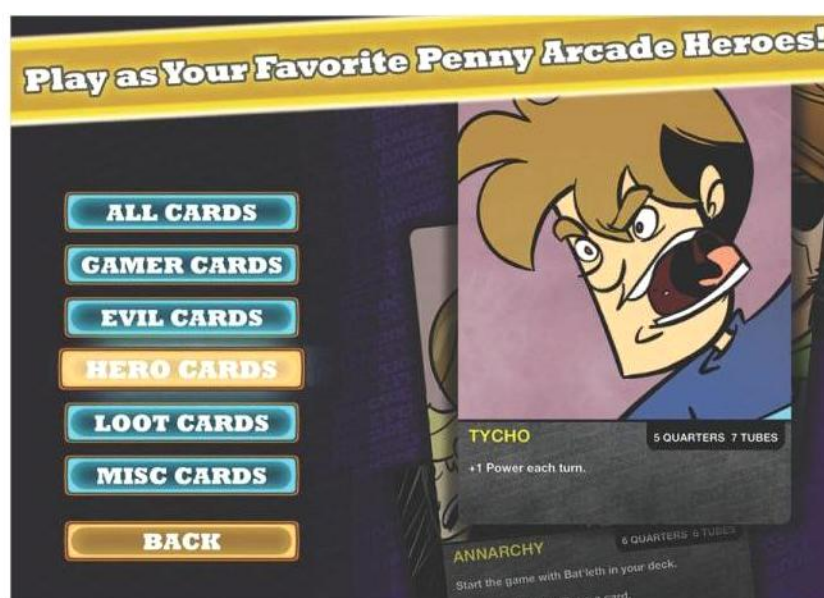 Play as Your Favorite Penny Arcade Heroes!
ALL CARDS
GAMER CARDS
EVIL CARDS
HERO CARDS
LOOT CARDS
MISC CARDS
BACK
TYCHO
5 QUARTERS 7 TUBES
+1 Power each turn.
ANNARCHY
6 QUARTERS 6 TUBES
Start the game with Bat'leth in your deck.
card.